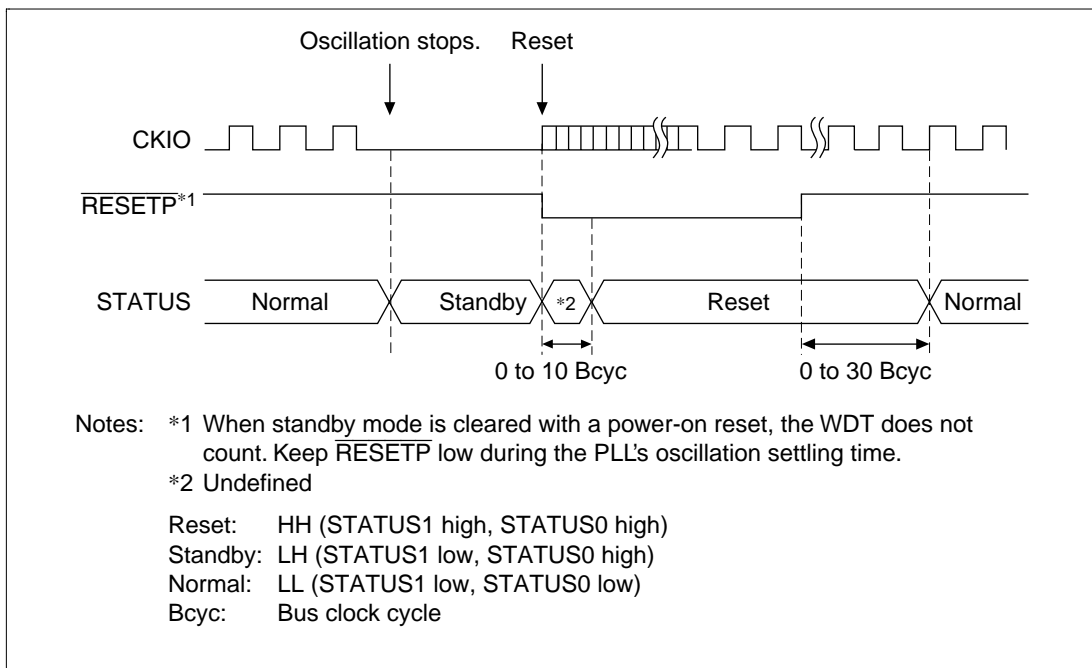 Oscillation stops. Reset
CKIO
RESETP*1
STATUS Normal Standby *2 Reset Normal
0 to 10 Bcyc 0 to 30 Bcyc
Notes: *1 When standby mode is cleared with a power-on reset, the WDT does not
count. Keep RESETP low during the PLL's oscillation settling time.
*2 Undefined
Reset: HH (STATUS1 high, STATUS0 high)
Standby: LH (STATUS1 low, STATUS0 high)
Normal: LL (STATUS1 low, STATUS0 low)
Bcyc: Bus clock cycle